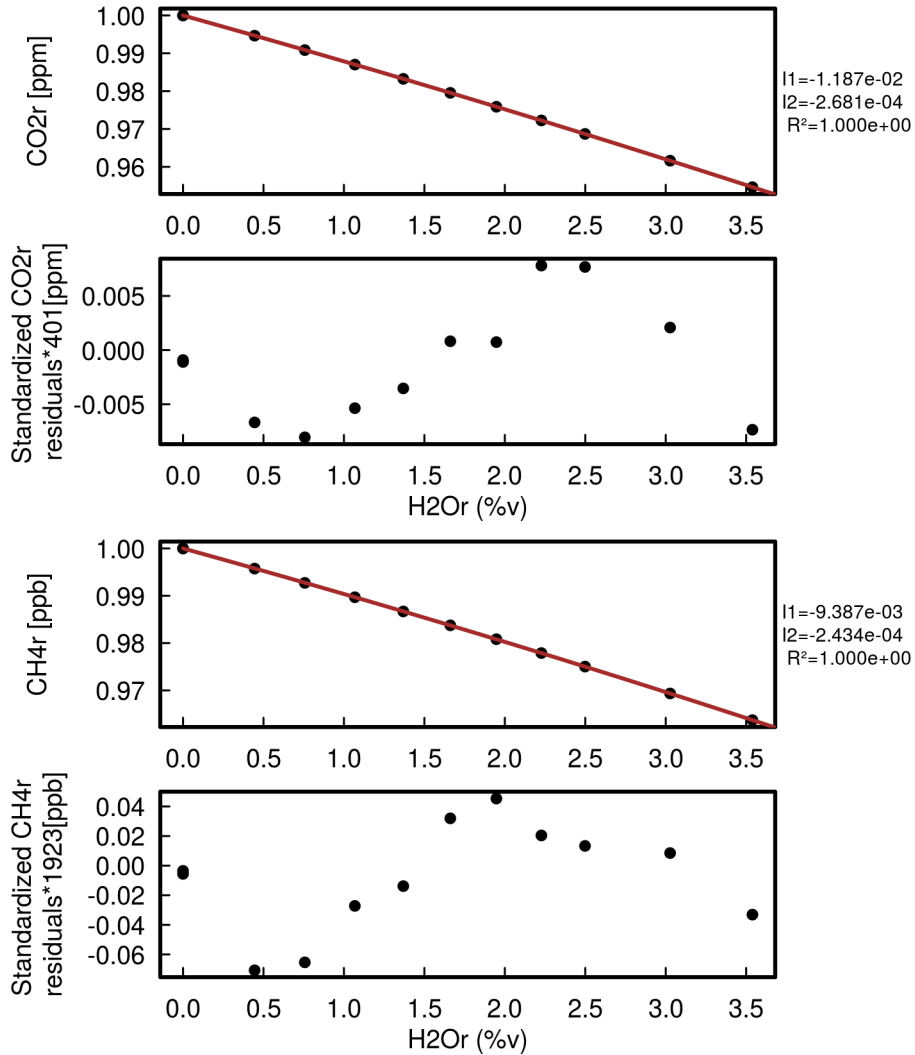 CO2r [ppm]
1.00
0.99
0.98
0.97
0.96
0.0 0.5 1.0 1.5 2.0 2.5 3.0 3.5
l1=-1.187e-02
l2=-2.681e-04
R²=1.000e+00
Standardized CO2r
residuals*401[ppm]
0.005
0.000
-0.005
0.0 0.5 1.0 1.5 2.0 2.5 3.0 3.5
H2Or (%v)
CH4r [ppb]
1.00
0.99
0.98
0.97
0.0 0.5 1.0 1.5 2.0 2.5 3.0 3.5
l1=-9.387e-03
l2=-2.434e-04
R²=1.000e+00
Standardized CH4r
residuals*1923[ppb]
0.04
0.02
0.00
-0.02
-0.04
-0.06
0.0 0.5 1.0 1.5 2.0 2.5 3.0 3.5
H2Or (%v)